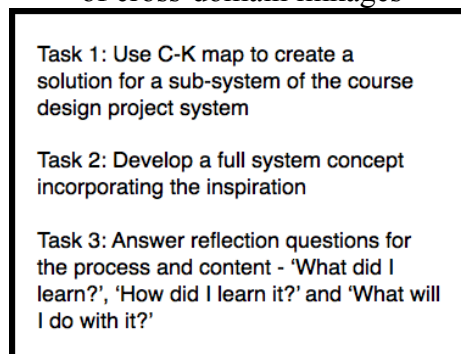 of cross-domain linkages
Task 1: Use C-K map to create a
solution for a sub-system of the course
design project system
Task 2: Develop a full system concept
incorporating the inspiration
Task 3: Answer reflection questions for
the process and content - ‘What did I
learn?’, ‘How did I learn it?’ and ‘What will
I do with it?’